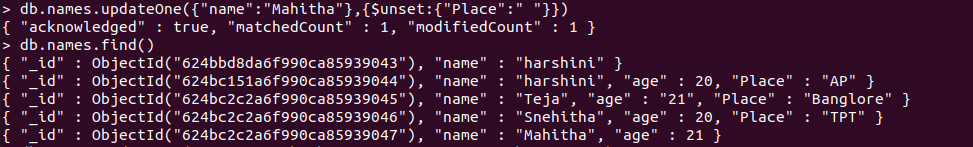 > db.names.updateOne({"name":"Mahitha"},{$unset:{"Place":" "}})
{ "acknowledged" : true, "matchedCount" : 1, "modifiedCount" : 1 }
> db.names.find()
{ "_id" : ObjectId("624bbd8da6f990ca85939043"), "name" : "harshini" }
{ "_id" : ObjectId("624bc151a6f990ca85939044"), "name" : "harshini", "age" : 20, "Place" : "AP" }
{ "_id" : ObjectId("624bc2c2a6f990ca85939045"), "name" : "Teja", "age" : "21", "Place" : "Banglore" }
{ "_id" : ObjectId("624bc2c2a6f990ca85939046"), "name" : "Snehitha", "age" : 20, "Place" : "TPT" }
{ "_id" : ObjectId("624bc2c2a6f990ca85939047"), "name" : "Mahitha", "age" : 21 }